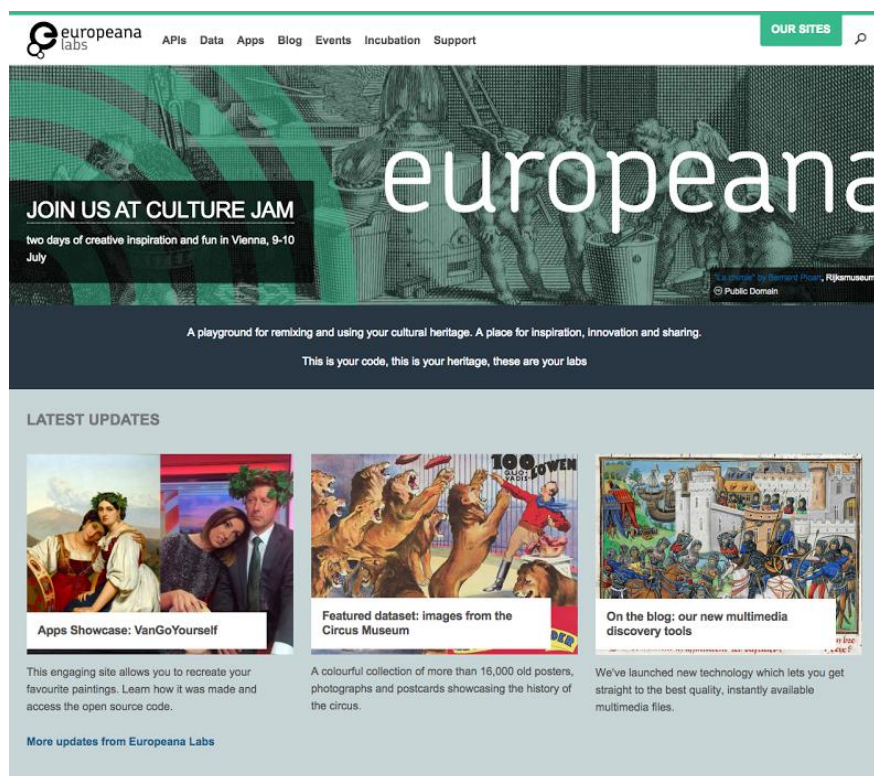 europeana
labs
APIs Data Apps Blog Events Incubation Support
OUR SITES
europeana
JOIN US AT CULTURE JAM
two days of creative inspiration and fun in Vienna, 9-10
July
by Bernard Picart, Rijksmuseum
Public Domain
A playground for remixing and using your cultural heritage. A place for inspiration, innovation and sharing.
This is your code, this is your heritage, these are your labs
LATEST UPDATES
100 LÖWEN
QUO-
VADIS-
Apps Showcase: VanGoYourself
Featured dataset: images from the
Circus Museum
On the blog: our new multimedia
discovery tools
This engaging site allows you to recreate your
favourite paintings. Learn how it was made and
access the open source code.
A colourful collection of more than 16,000 old posters,
photographs and postcards showcasing the history of
the circus.
We've launched new technology which lets you get
straight to the best quality, instantly available
multimedia files.
More updates from Europeana Labs